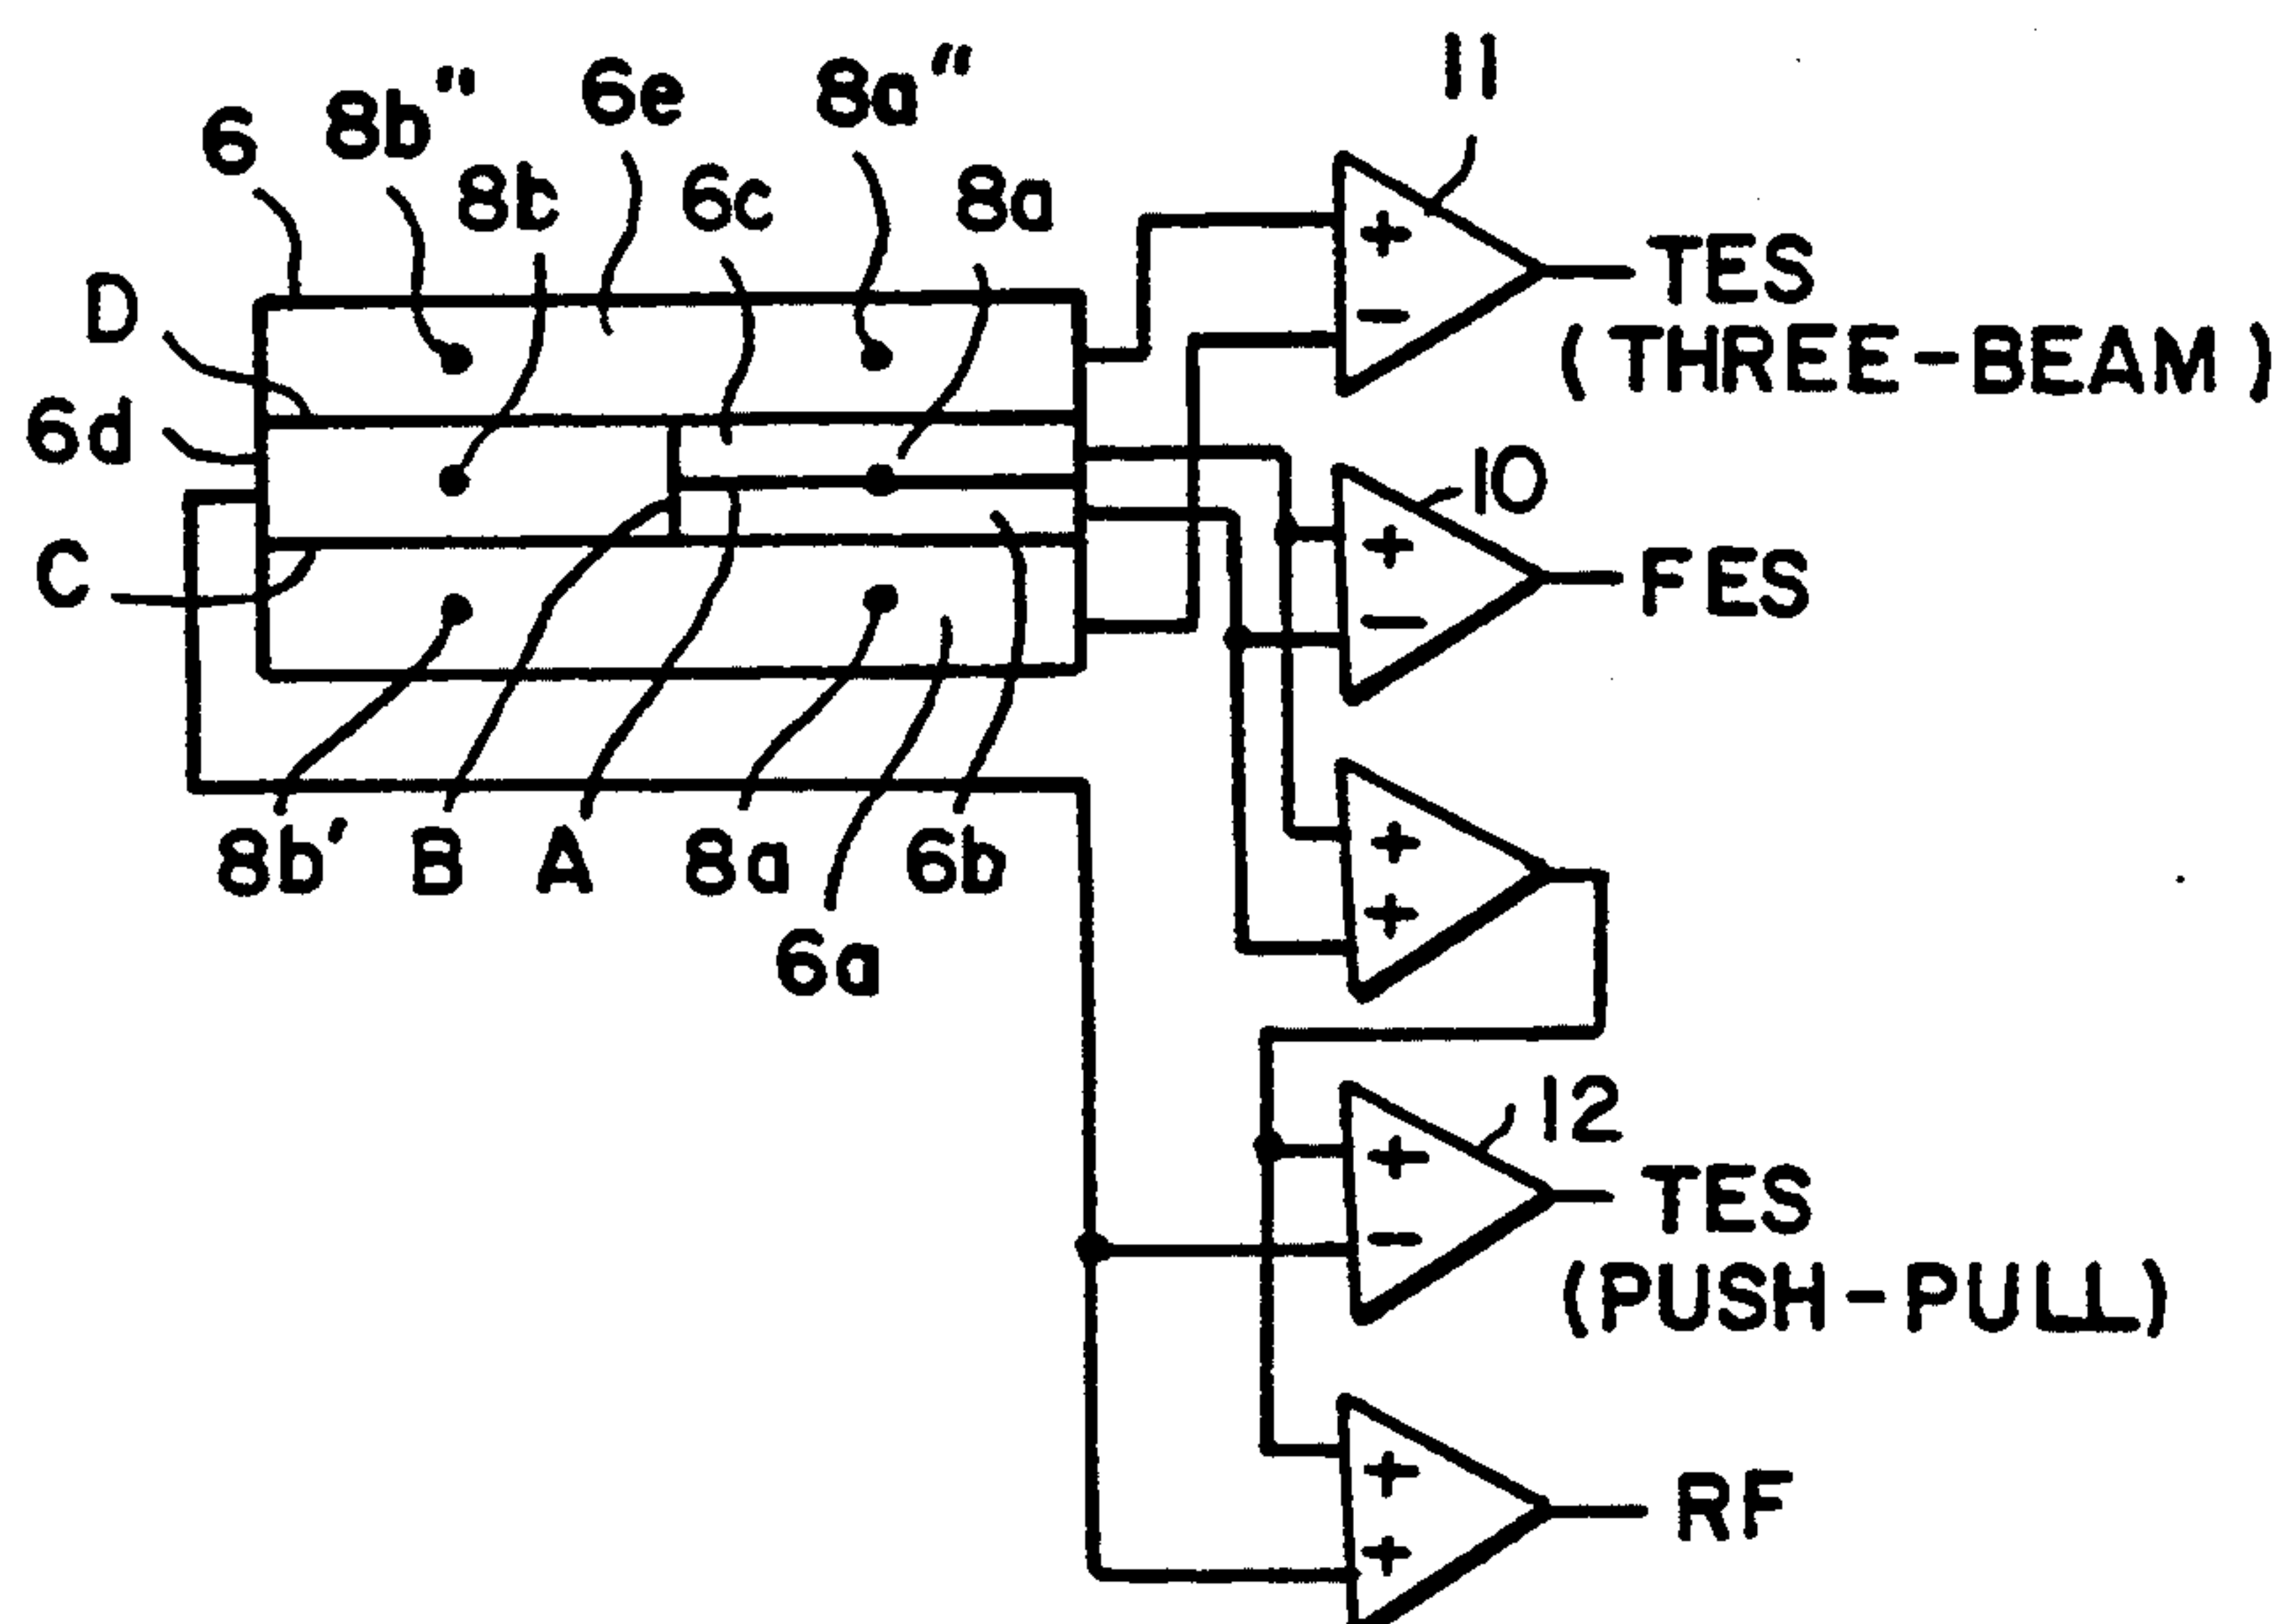 11
6
8b"
8b
6e
6c
8a"
8a
D
6d
C
+
-
TES
(THREE-BEAM)
10
+
-
FES
8b'
B
A
8a
6b
6a
+
+
12
+
-
TES
(PUSH-PULL)
+
+
RF